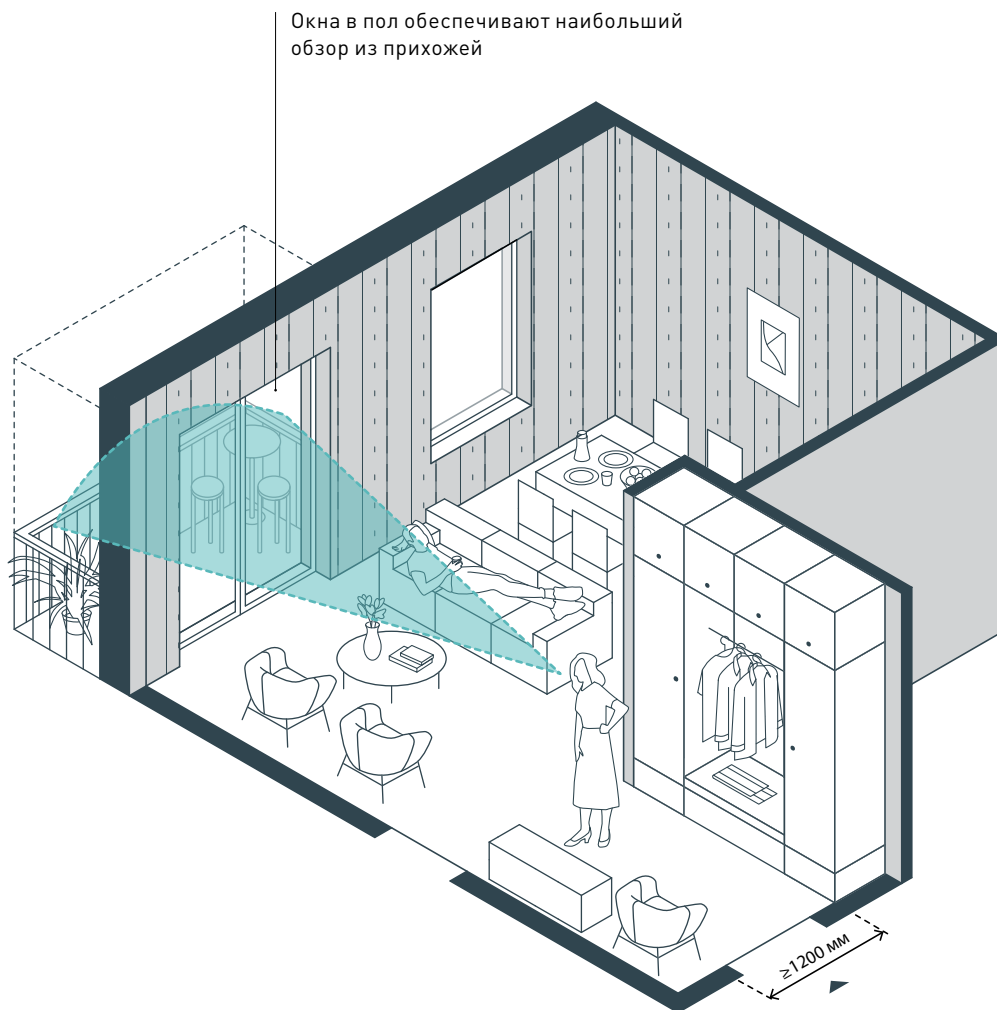 Окна в пол обеспечивают наибольший
обзор из прихожей
≥1200 мм